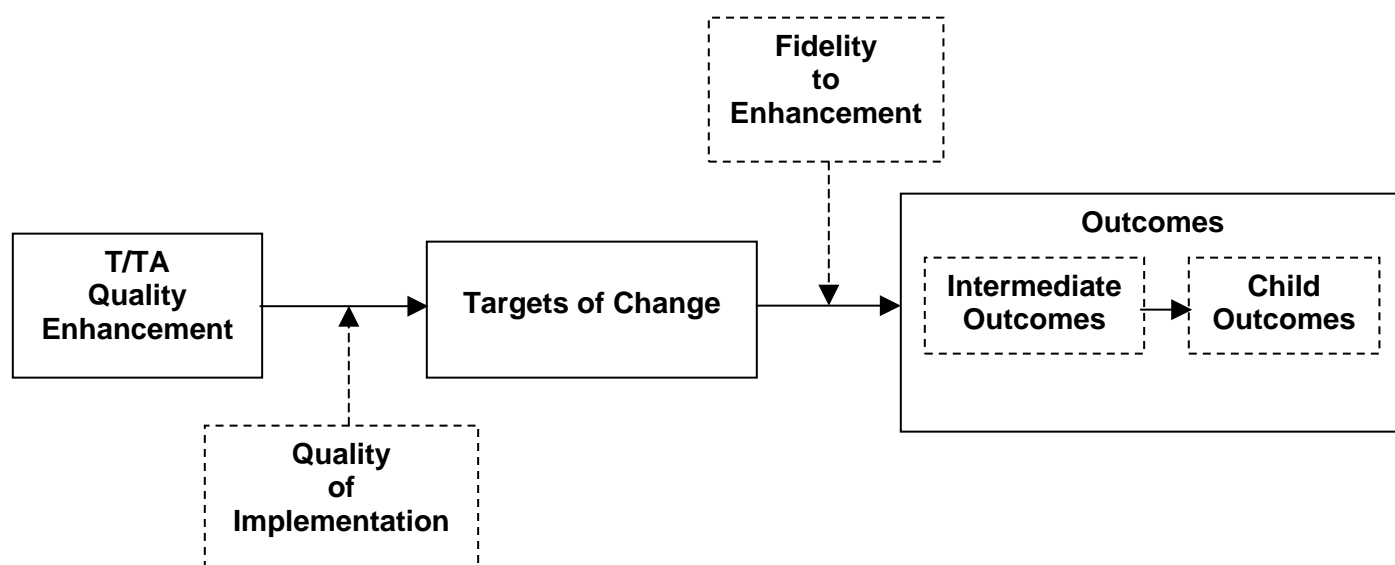 Fidelity
to
Enhancement
T/TA
Quality
Enhancement
Targets of Change
Outcomes
Intermediate
Outcomes
Child
Outcomes
Quality
of
Implementation